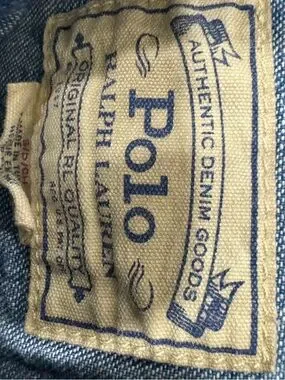 AUTHENTIC DENIM GOODS
Polo
RALPH LAUREN
ORIGINAL RL QUALITY